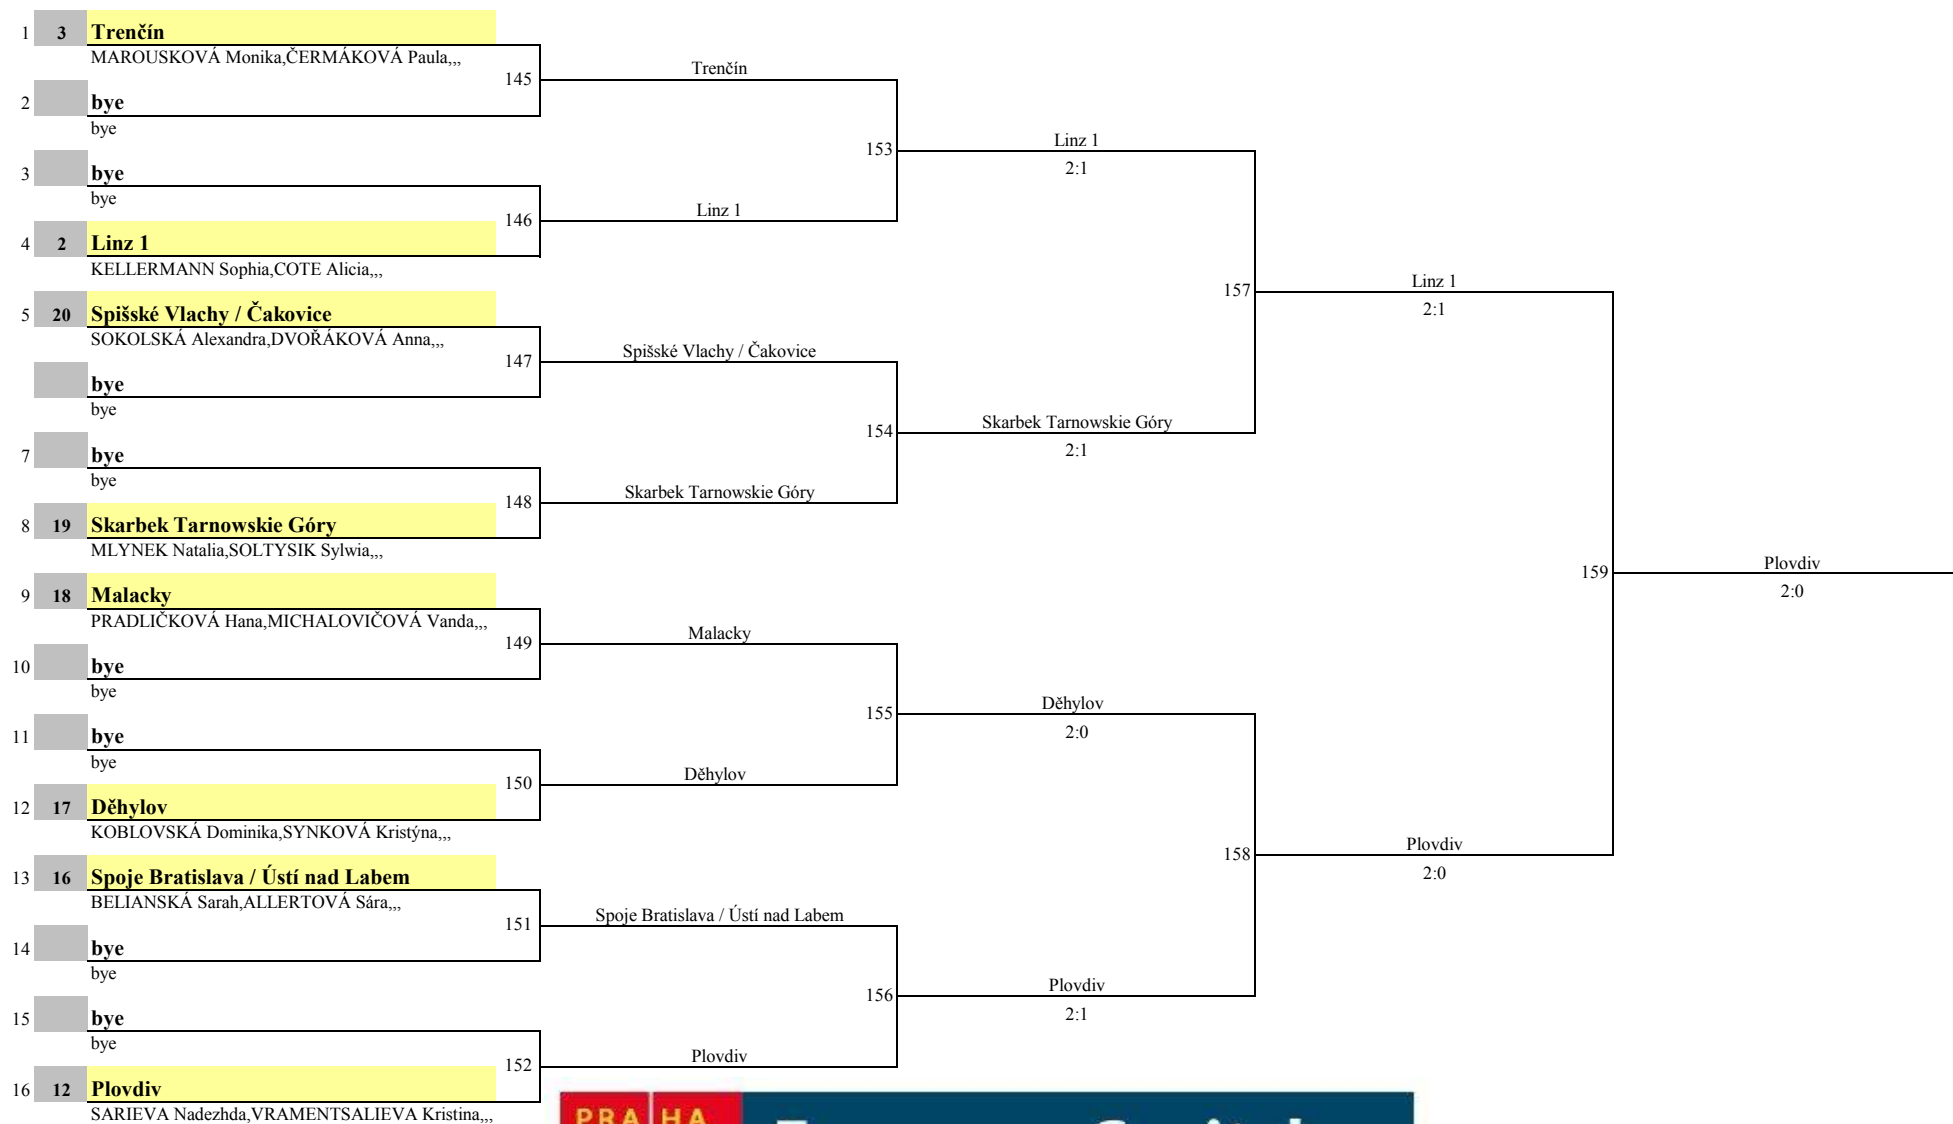 1 3 Trenčín
MAROUSKOVÁ Monika,ČERMÁKOVÁ Paula,,,
145
Trenčín
2 bye
bye
153
Linz 1
2:1
3 bye
bye
146
Linz 1
4 2 Linz 1
KELLERMANN Sophia,COTE Alicia,,,
157
Linz 1
2:1
5 20 Spišské Vlachy / Čakovice
SOKOLSKÁ Alexandra,DVOŘÁKOVÁ Anna,,,
147
Spišské Vlachy / Čakovice
bye
bye
154
Skarbek Tarnowskie Góry
2:1
7 bye
bye
148
Skarbek Tarnowskie Góry
8 19 Skarbek Tarnowskie Góry
MLYNEK Natalia,SOLTYSIK Sylwia,,,
159
Plovdiv
2:0
9 18 Malacky
PRADLIČKOVÁ Hana,MICHALOVIČOVÁ Vanda,,,
149
Malacky
10 bye
bye
155
Děhylov
2:0
11 bye
bye
150
Děhylov
12 17 Děhylov
KOBLOVSKÁ Dominika,SYNKOVÁ Kristýna,,,
158
Plovdiv
2:0
13 16 Spoje Bratislava / Ústí nad Labem
BELIANSKÁ Sarah,ALLERTOVÁ Sára,,,
151
Spoje Bratislava / Ústí nad Labem
14 bye
bye
156
Plovdiv
2:1
15 bye
bye
152
Plovdiv
16 12 Plovdiv
SARIEVA Nadezhda,VRAMENTSALIEVA Kristina,,,
PRA HA